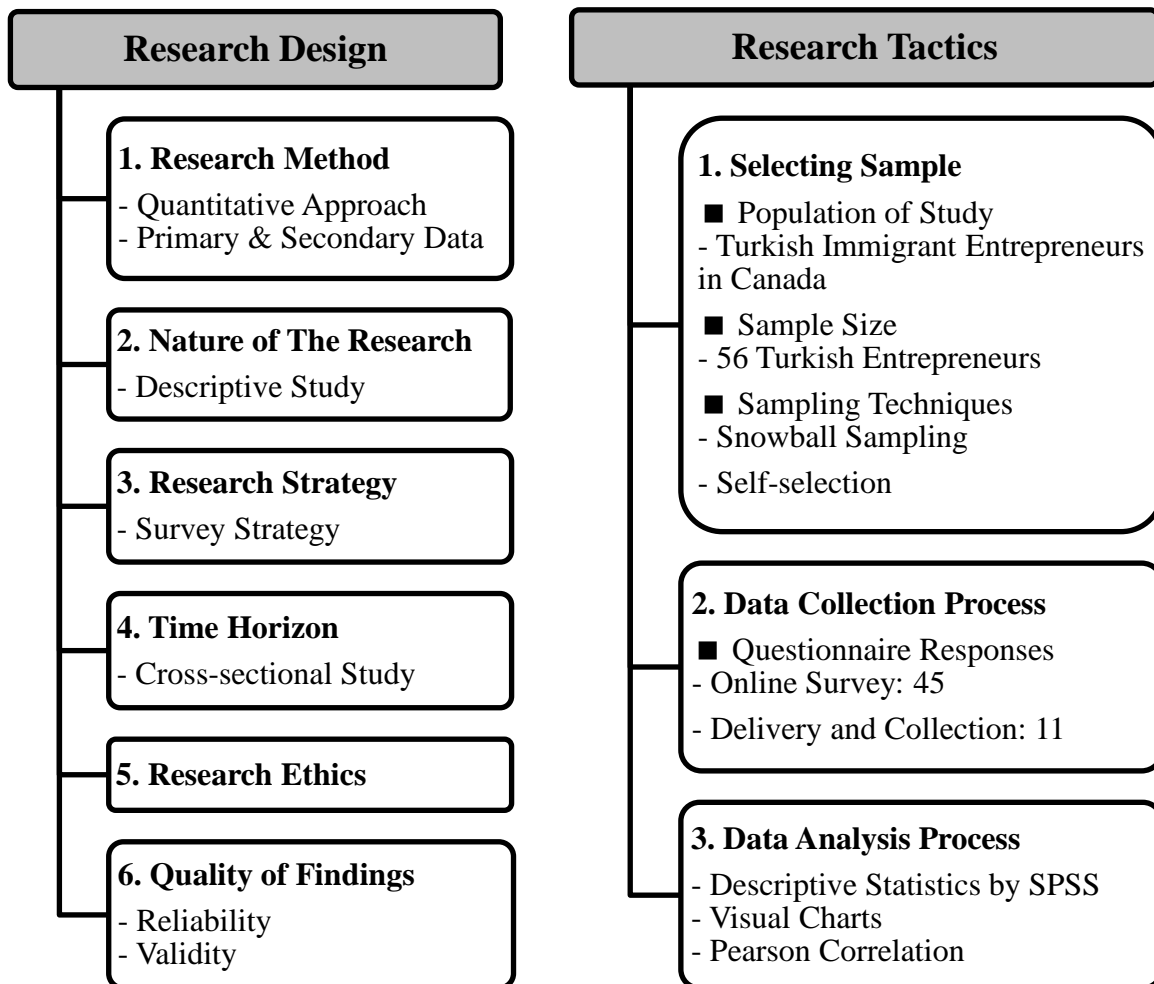 Research Design
1. Research Method
- Quantitative Approach
- Primary & Secondary Data
2. Nature of The Research
- Descriptive Study
3. Research Strategy
- Survey Strategy
4. Time Horizon
- Cross-sectional Study
5. Research Ethics
6. Quality of Findings
- Reliability
- Validity
Research Tactics
1. Selecting Sample
■ Population of Study
- Turkish Immigrant Entrepreneurs
in Canada
■ Sample Size
- 56 Turkish Entrepreneurs
■ Sampling Techniques
- Snowball Sampling
- Self-selection
2. Data Collection Process
■ Questionnaire Responses
- Online Survey: 45
- Delivery and Collection: 11
3. Data Analysis Process
- Descriptive Statistics by SPSS
- Visual Charts
- Pearson Correlation